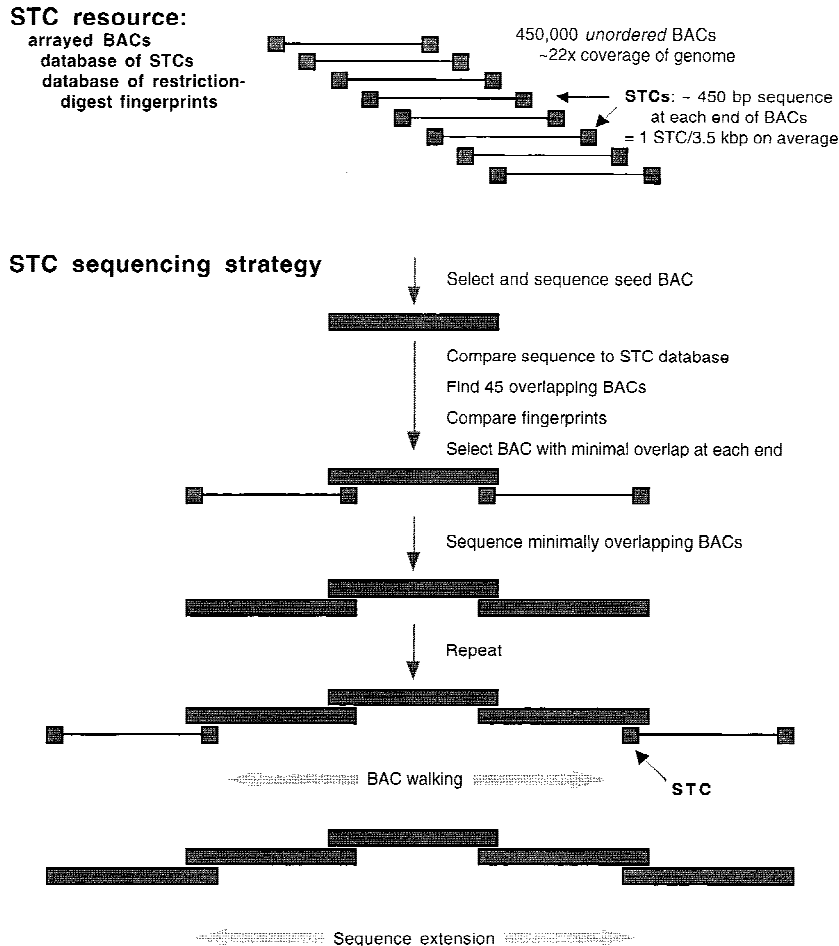 STC resource:
arrayed BACs
database of STCs
database of restriction-
digest fingerprints
450,000 unordered BACs
~22x coverage of genome
STCs: ~ 450 bp sequence
at each end of BACs
= 1 STC/3.5 kbp on average
STC sequencing strategy
Select and sequence seed BAC
Compare sequence to STC database
Find 45 overlapping BACs
Compare fingerprints
Select BAC with minimal overlap at each end
Sequence minimally overlapping BACs
Repeat
BAC walking
STC
Sequence extension